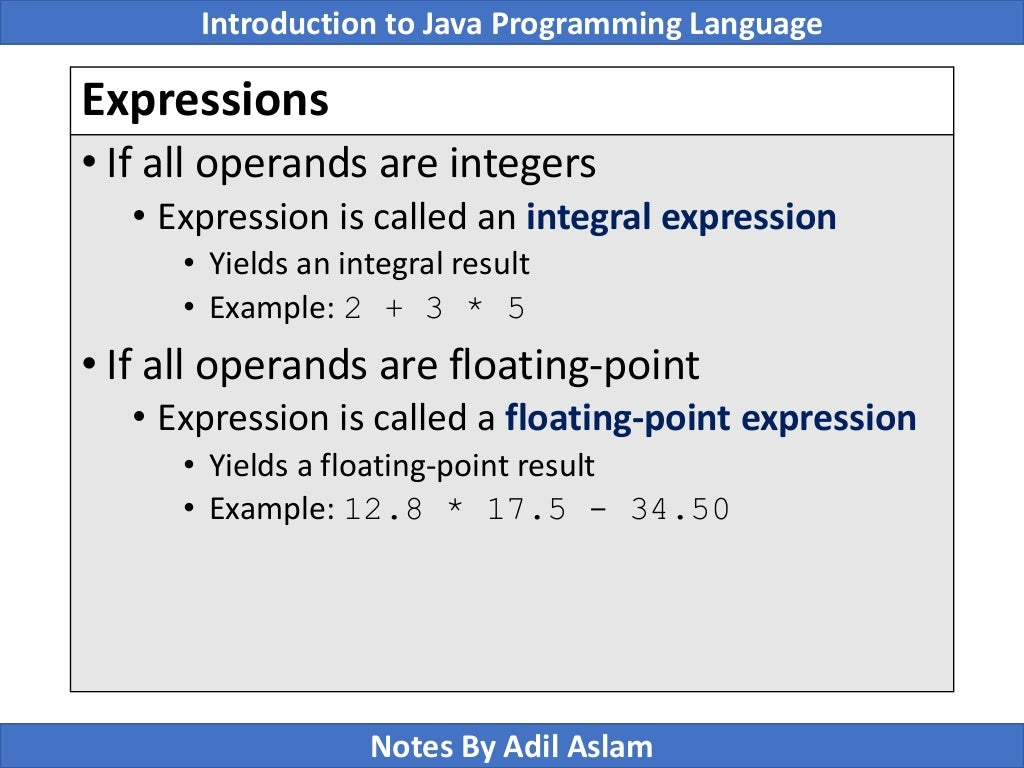 Introduction to Java Programming Language
Expressions
• If all operands are integers
• Expression is called an integral expression
• Yields an integral result
• Example: 2 + 3 * 5
• If all operands are floating-point
• Expression is called a floating-point expression
• Yields a floating-point result
• Example: 12.8 * 17.5 – 34.50
Notes By Adil Aslam